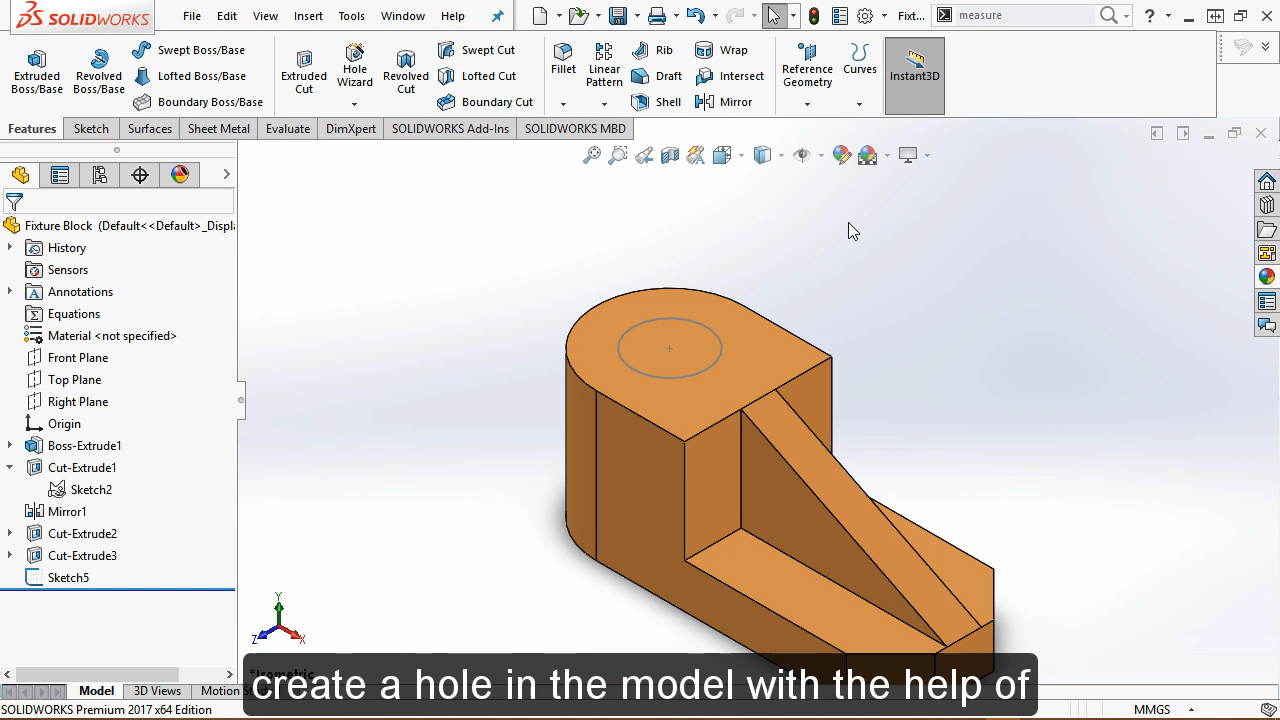 SOLIDWORKS
File Edit View Insert Tools Window Help
Fixt... measure
Extruded Boss/Base
Revolved Boss/Base
Swept Boss/Base
Lofted Boss/Base
Boundary Boss/Base
Extruded Cut
Hole Wizard
Revolved Cut
Swept Cut
Lofted Cut
Boundary Cut
Fillet
Linear Pattern
Rib
Draft
Shell
Wrap
Intersect
Mirror
Reference Geometry
Curves
Instant3D
Features Sketch Surfaces Sheet Metal Evaluate DimXpert SOLIDWORKS Add-Ins SOLIDWORKS MBD
Fixture Block (Default<<Default>_Displ
History
Sensors
Annotations
Equations
Material <not specified>
Front Plane
Top Plane
Right Plane
Origin
Boss-Extrude1
Cut-Extrude1
Sketch2
Mirror1
Cut-Extrude2
Cut-Extrude3
Sketch5
Y
Z X
*Isometric
create a hole in the model with the help of
Model 3D Views Motion
SOLIDWORKS Premium 2017 x64 Edition MMGS